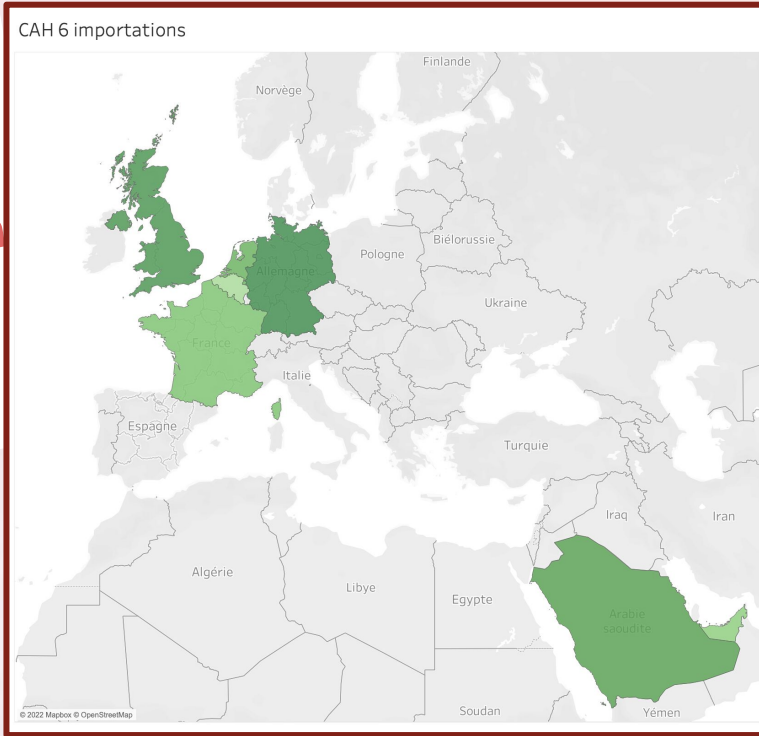 CAH 6 importations
Finlande
Norvège
Biélorussie
Pologne
Allemagne
Ukraine
France
Italie
Espagne
Turquie
Iraq
Iran
Algérie
Libye
Egypte
Arabie
saoudite
Soudan
Yémen
© 2022 Mapbox © OpenStreetMap